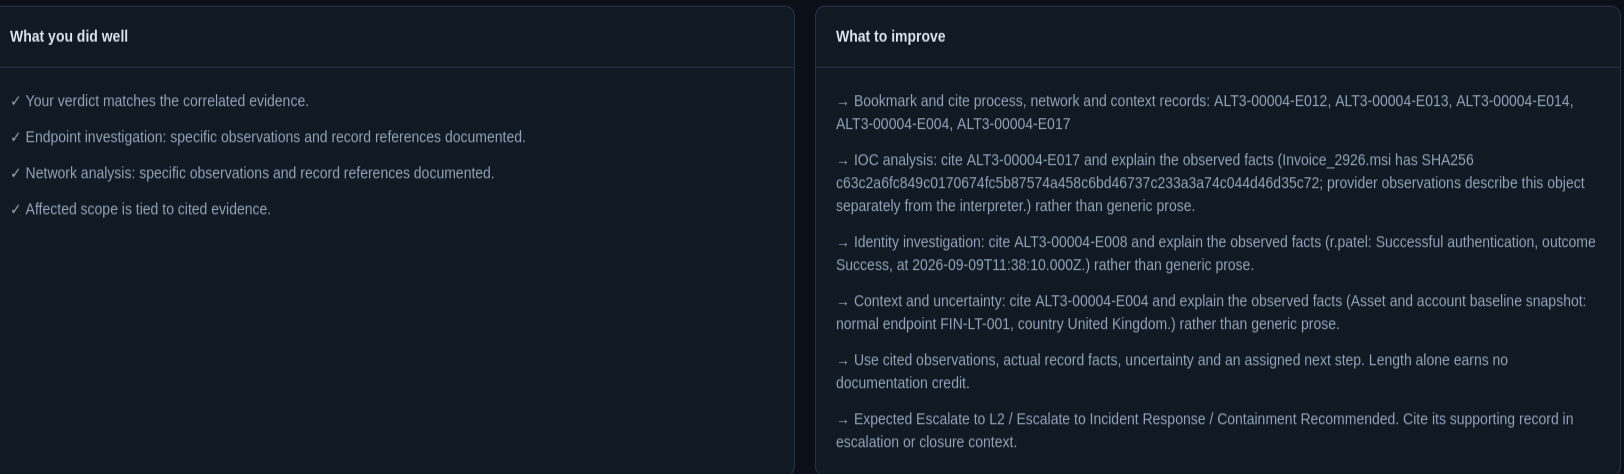 What you did well
✓ Your verdict matches the correlated evidence.
✓ Endpoint investigation: specific observations and record references documented.
✓ Network analysis: specific observations and record references documented.
✓ Affected scope is tied to cited evidence.
What to improve
→ Bookmark and cite process, network and context records: ALT3-00004-E012, ALT3-00004-E013, ALT3-00004-E014,
ALT3-00004-E004, ALT3-00004-E017
→ IOC analysis: cite ALT3-00004-E017 and explain the observed facts (Invoice_2926.msi has SHA256
c63c2a6fc849c0170674fc5b87574a458c6bd46737c233a3a74c044d46d35c72; provider observations describe this object
separately from the interpreter.) rather than generic prose.
→ Identity investigation: cite ALT3-00004-E008 and explain the observed facts (r.patel: Successful authentication, outcome
Success, at 2026-09-09T11:38:10.000Z.) rather than generic prose.
→ Context and uncertainty: cite ALT3-00004-E004 and explain the observed facts (Asset and account baseline snapshot:
normal endpoint FIN-LT-001, country United Kingdom.) rather than generic prose.
→ Use cited observations, actual record facts, uncertainty and an assigned next step. Length alone earns no
documentation credit.
→ Expected Escalate to L2 / Escalate to Incident Response / Containment Recommended. Cite its supporting record in
escalation or closure context.